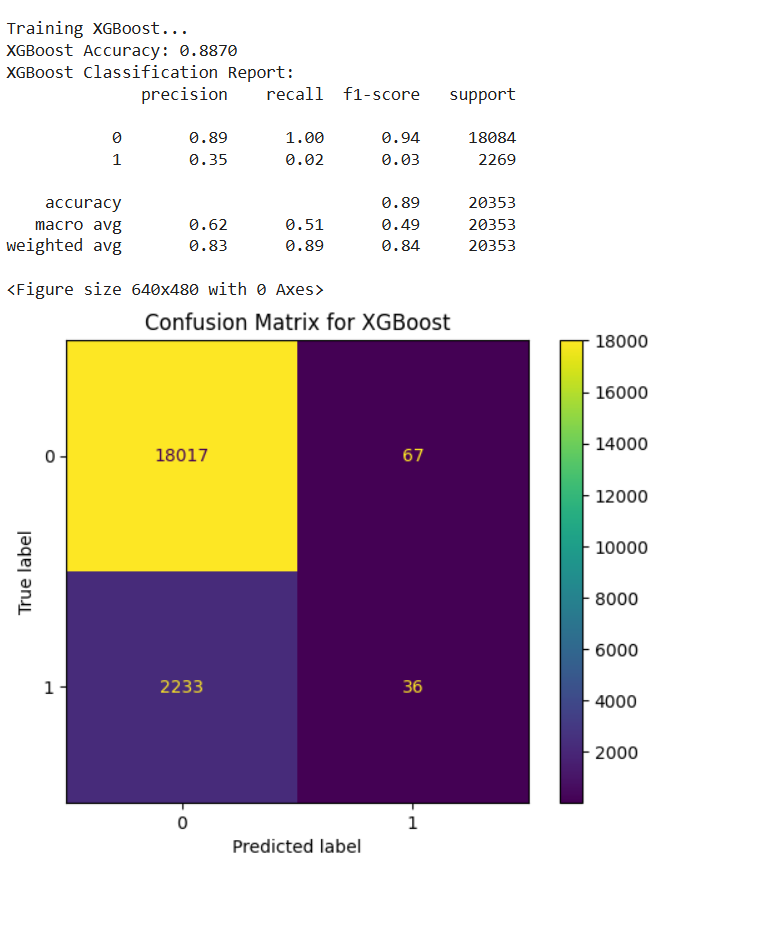 Training XGBoost...
XGBoost Accuracy: 0.8870
XGBoost Classification Report:
precision recall f1-score support
0 0.89 1.00 0.94 18084
1 0.35 0.02 0.03 2269
accuracy 0.89 20353
macro avg 0.62 0.51 0.49 20353
weighted avg 0.83 0.89 0.84 20353
<Figure size 640x480 with 0 Axes>
Confusion Matrix for XGBoost
18000
16000
14000
12000
10000
8000
6000
4000
2000
True label
0
18017 67
1
2233 36
0 1
Predicted label